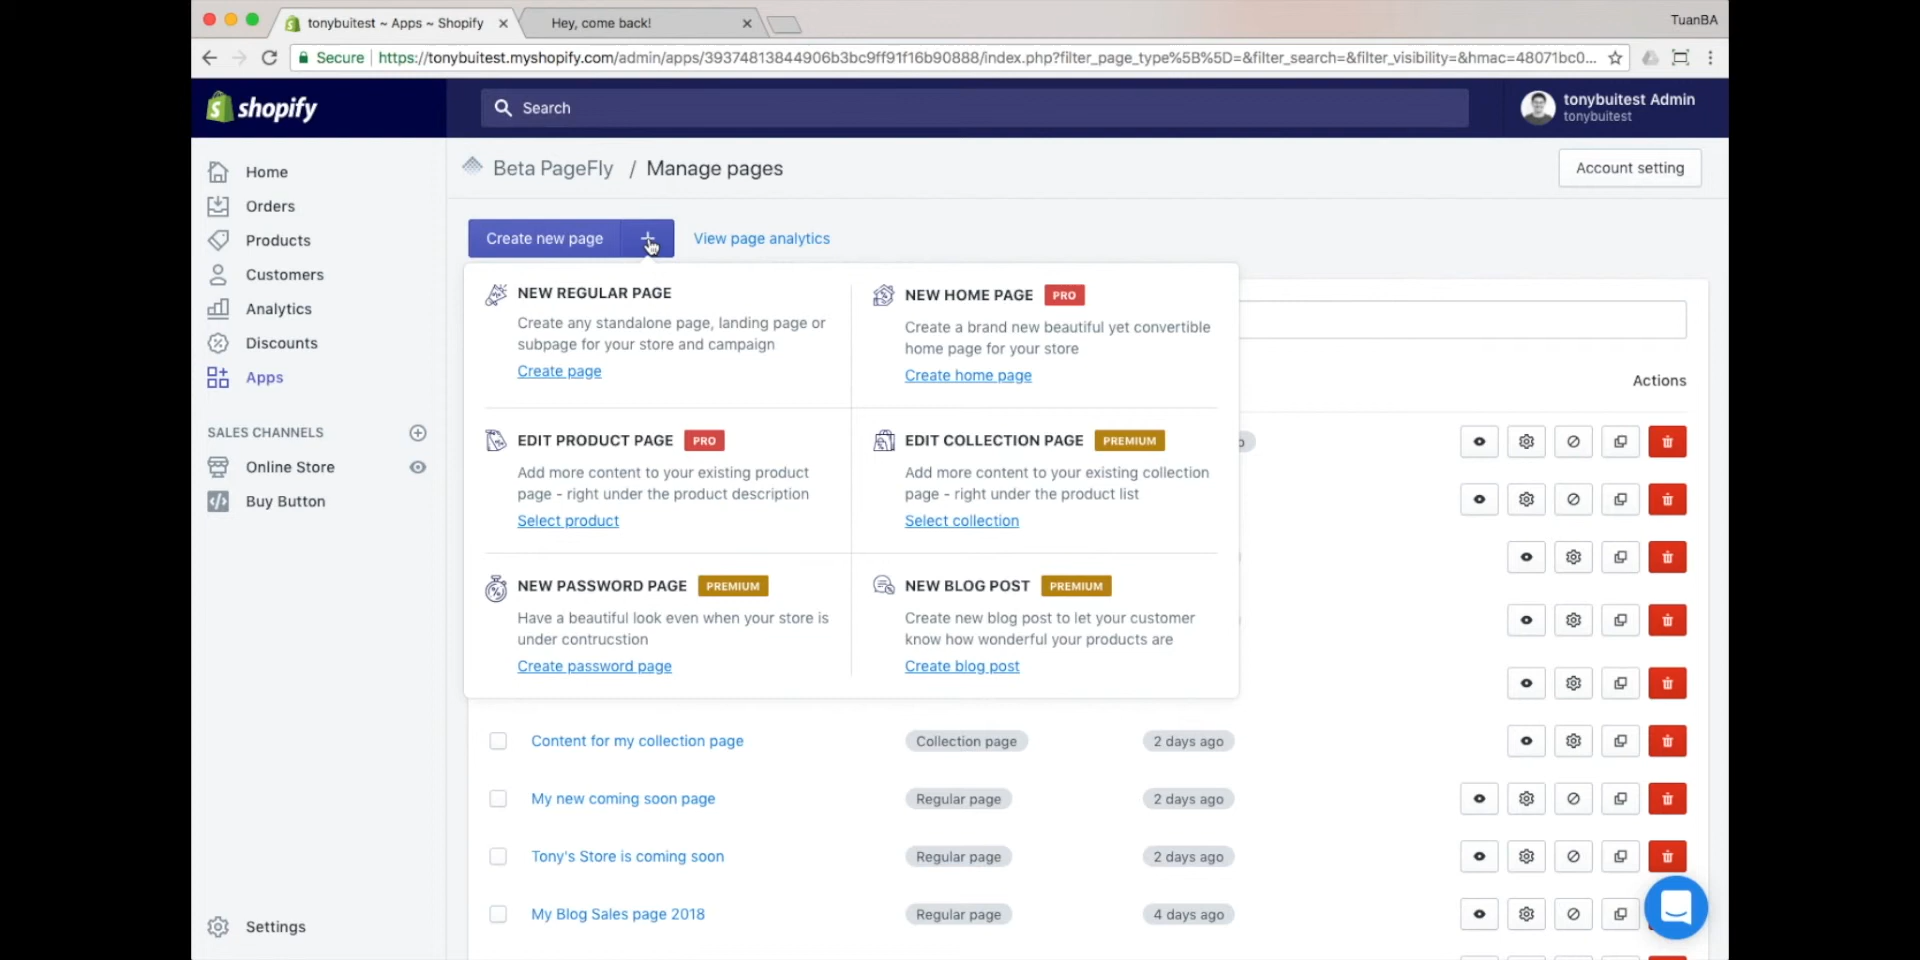 tonybuitest ~ Apps ~ Shopify
Hey, come back!
TuanBA
Secure
https://tonybuitest.myshopify.com/admin/apps/39374813844906b3bc9ff91f16b90888/index.php?filter_page_type%5B%5D=&filter_search=&filter_visibility=&hmac=48071bc0...
shopify
Search
tonybuitest Admin
tonybuitest
Home
Orders
Products
Customers
Analytics
Discounts
Apps
SALES CHANNELS
Online Store
Buy Button
Settings
Beta PageFly / Manage pages
Account setting
Create new page
View page analytics
NEW REGULAR PAGE
Create any standalone page, landing page or
subpage for your store and campaign
Create page
NEW HOME PAGE PRO
Create a brand new beautiful yet convertible
home page for your store
Create home page
EDIT PRODUCT PAGE PRO
Add more content to your existing product
page - right under the product description
Select product
EDIT COLLECTION PAGE PREMIUM
Add more content to your existing collection
page - right under the product list
Select collection
NEW PASSWORD PAGE PREMIUM
Have a beautiful look even when your store is
under contrucstion
Create password page
NEW BLOG POST PREMIUM
Create new blog post to let your customer
know how wonderful your products are
Create blog post
Actions
Content for my collection page Collection page 2 days ago
My new coming soon page Regular page 2 days ago
Tony's Store is coming soon Regular page 2 days ago
My Blog Sales page 2018 Regular page 4 days ago